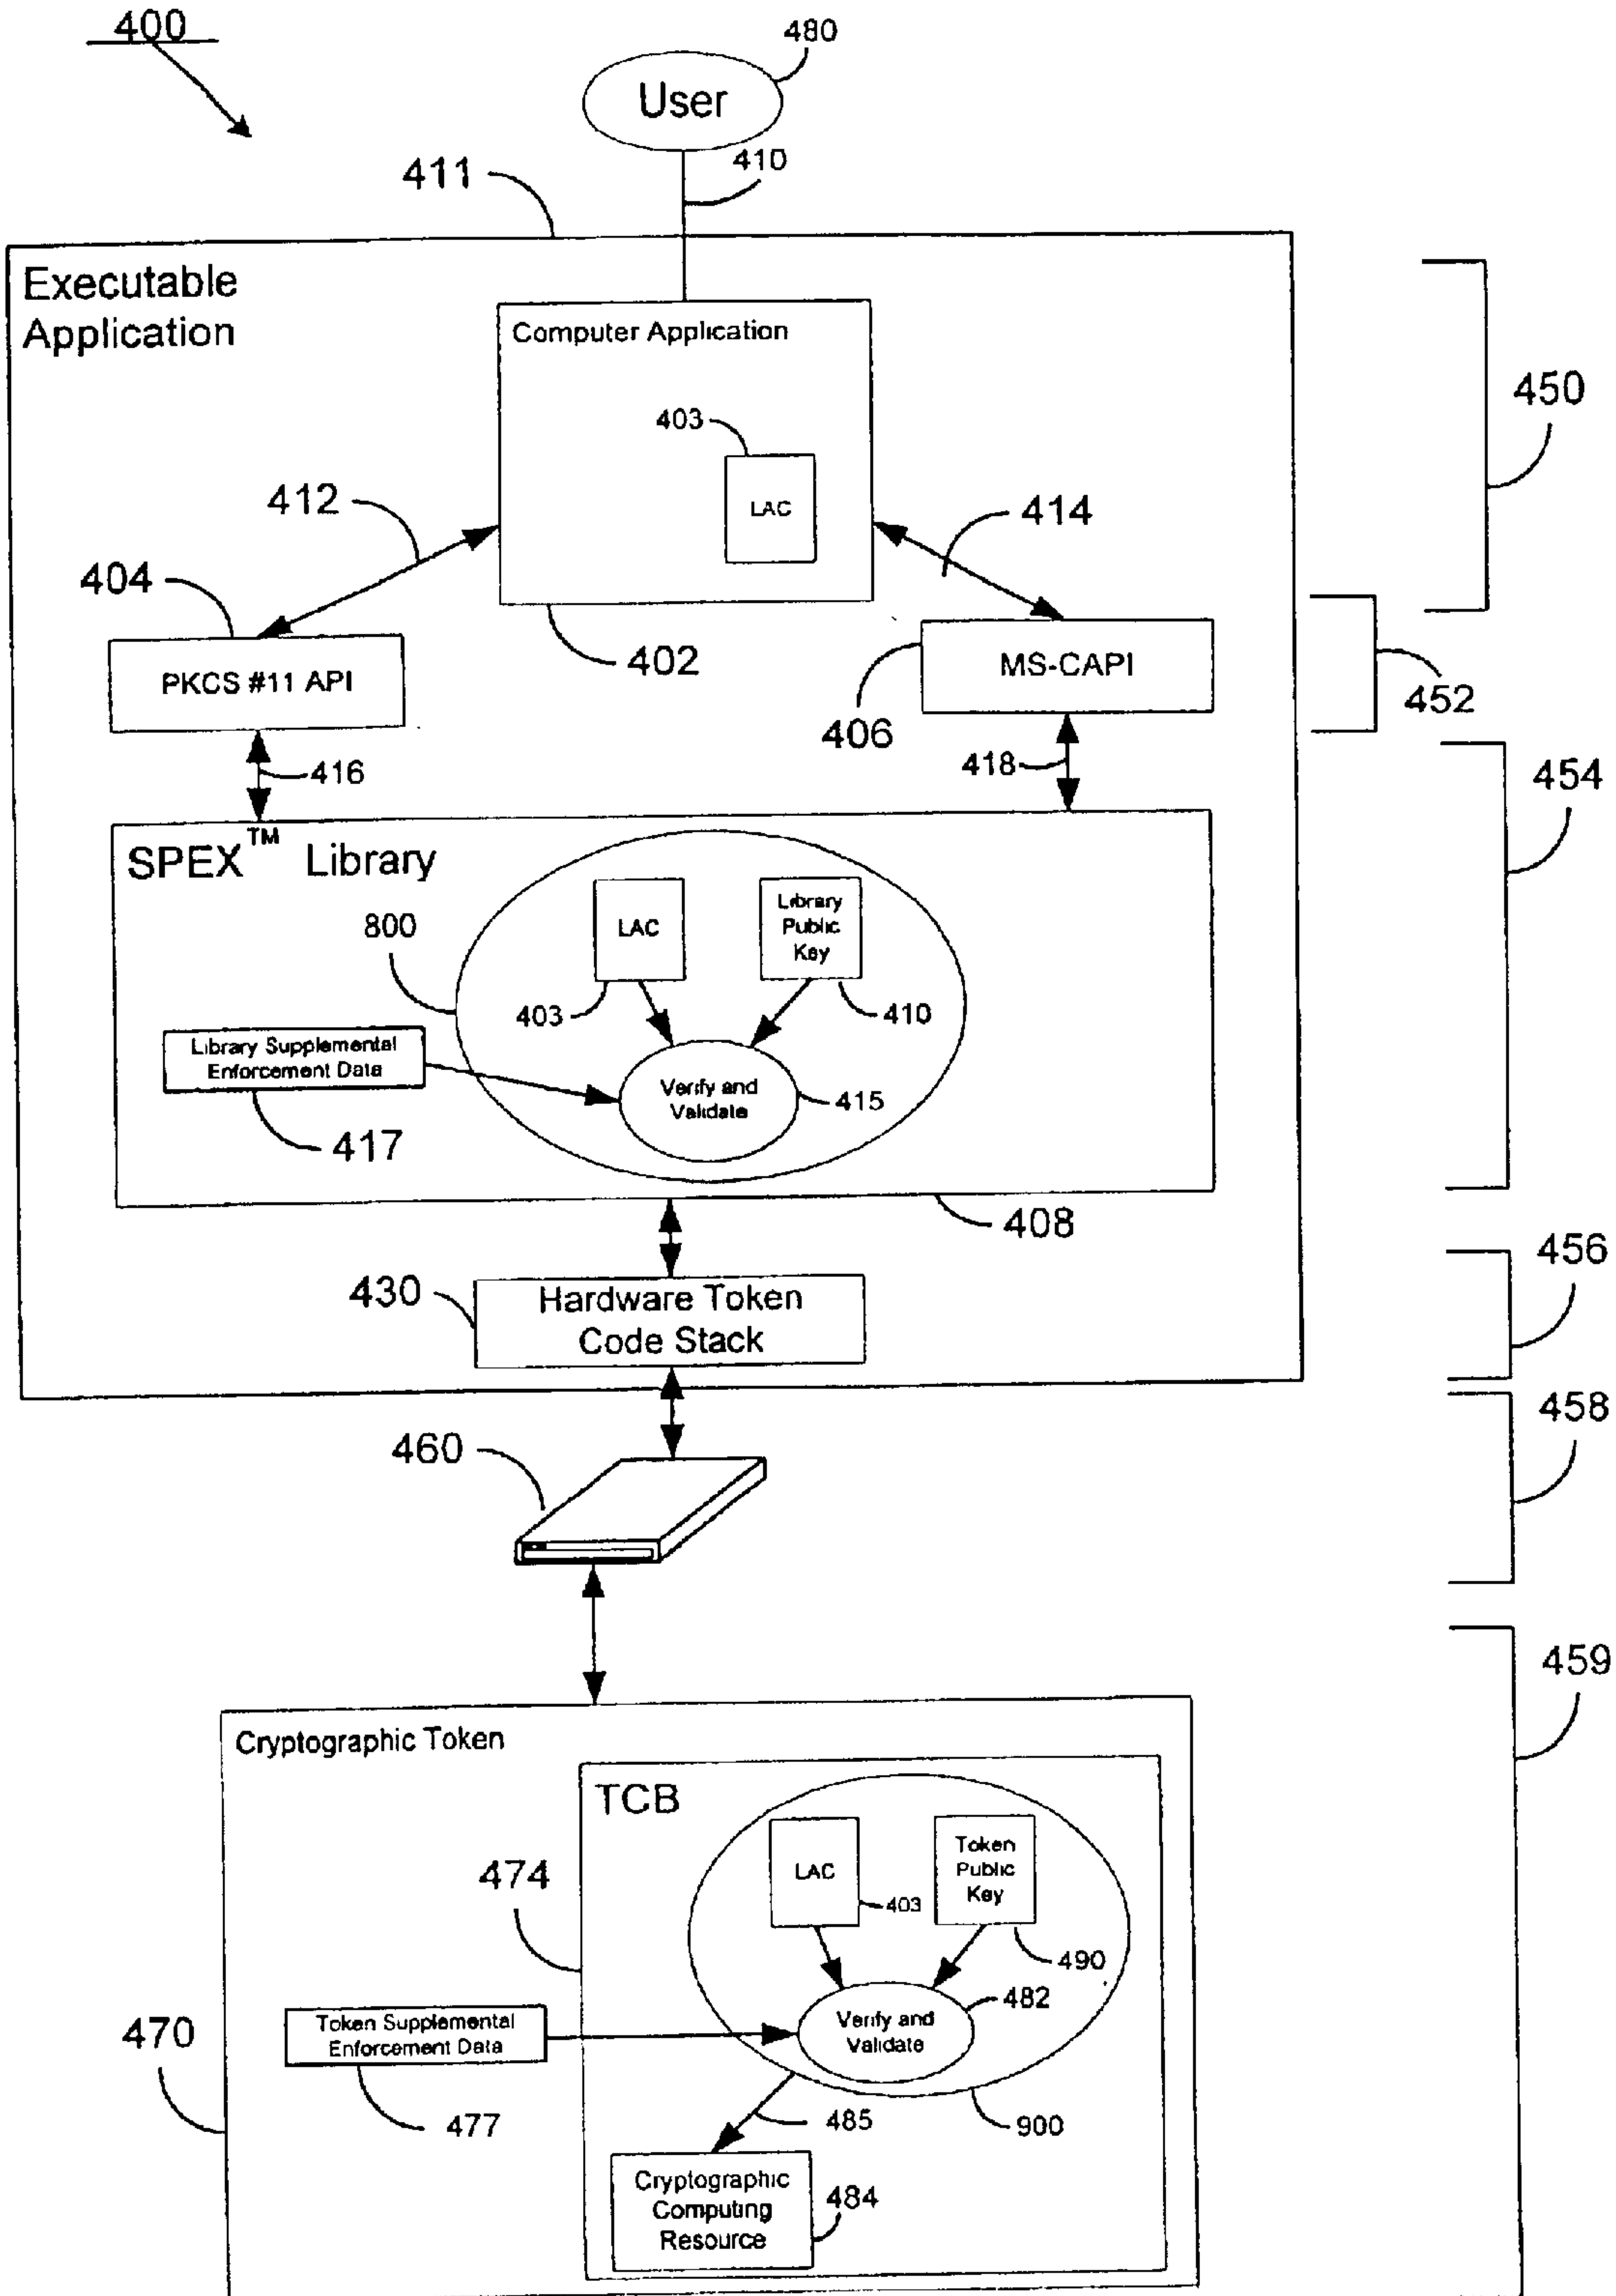 400
480
User
410
411
Executable
Application
Computer Application
450
403
LAC
412
414
404
402
PKCS #11 API
MS-CAPI
406
452
416
418
454
SPEX™ Library
800
LAC
Library
Public
Key
403
410
Library Supplemental
Enforcement Data
Verify and
Validate
415
417
408
456
430
Hardware Token
Code Stack
458
460
459
Cryptographic Token
TCB
474
LAC
Token
Public
Key
403
490
482
470
Token Supplemental
Enforcement Data
Verify and
Validate
477
485
900
Cryptographic
Computing
Resource
484